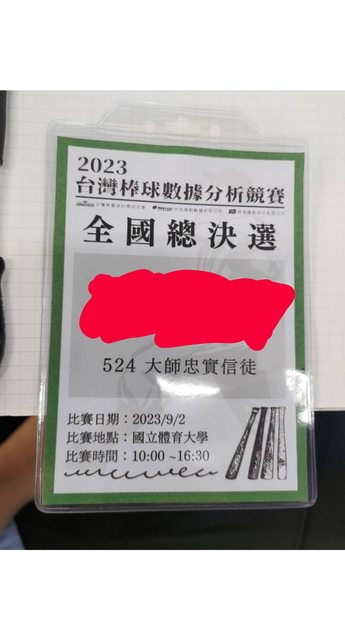 2023
台灣棒球數據分析競賽
全國總決選
524 大師忠實信徒
比賽日期：2023/9/2
比賽地點：國立體育大學
比賽時間：10:00 ~16:30